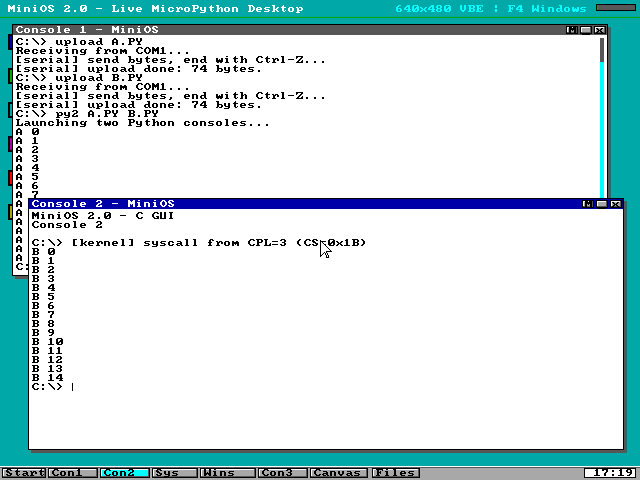 MiniOS 2.0 - Live MicroPython Desktop 640x480 VBE ¦ F4 Windows
Console 1 - MiniOS
C:\> upload A.PY
Receiving from COM1...
[serial] send bytes, end with Ctrl-Z...
[serial] upload done: 74 bytes.
C:\> upload B.PY
Receiving from COM1...
[serial] send bytes, end with Ctrl-Z...
[serial] upload done: 74 bytes.
C:\> py2 A.PY B.PY
Launching two Python consoles...
A 0
A 1
A 2
A 3
A 4
A 5
A 6
A 7
A
A
A
A
A
A
A
C:
Console 2 - MiniOS
MiniOS 2.0 - C GUI
Console 2
C:\> [kernel] syscall from CPL=3 (CS=0x1B)
B 0
B 1
B 2
B 3
B 4
B 5
B 6
B 7
B 8
B 9
B 10
B 11
B 12
B 13
B 14
C:\>
Start Con1 Con2 Sys Wins Con3 Canvas Files 17:19